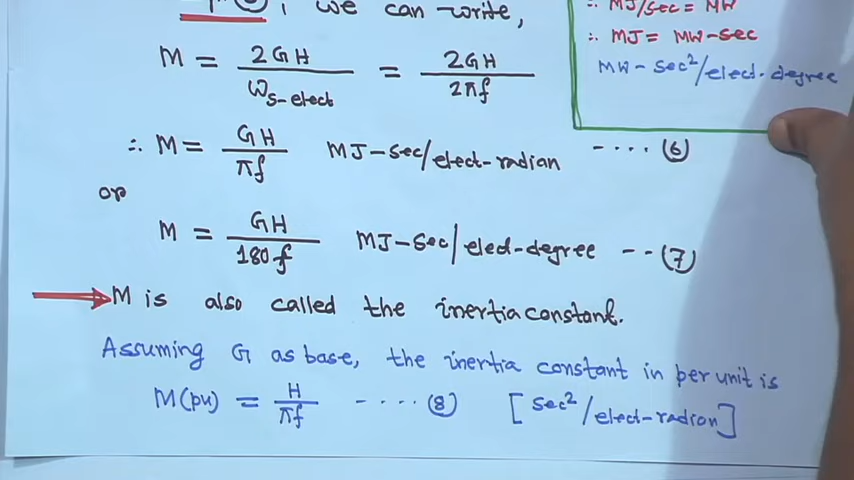 we can write,
M = 2GH / ωs-elect = 2GH / 2πf
∴ M = GH / πf MJ-sec/elect-radian - ···· (6)
or
M = GH / 180f MJ-sec/elect-degree -- (7)
M is also called the inertia constant.
Assuming G as base, the inertia constant in per unit is
M(pu) = H / πf - ···· (8) [sec²/elect-radian]
∴ MJ/sec = MW
∴ MJ = MW-sec
MW-sec²/elect-degree